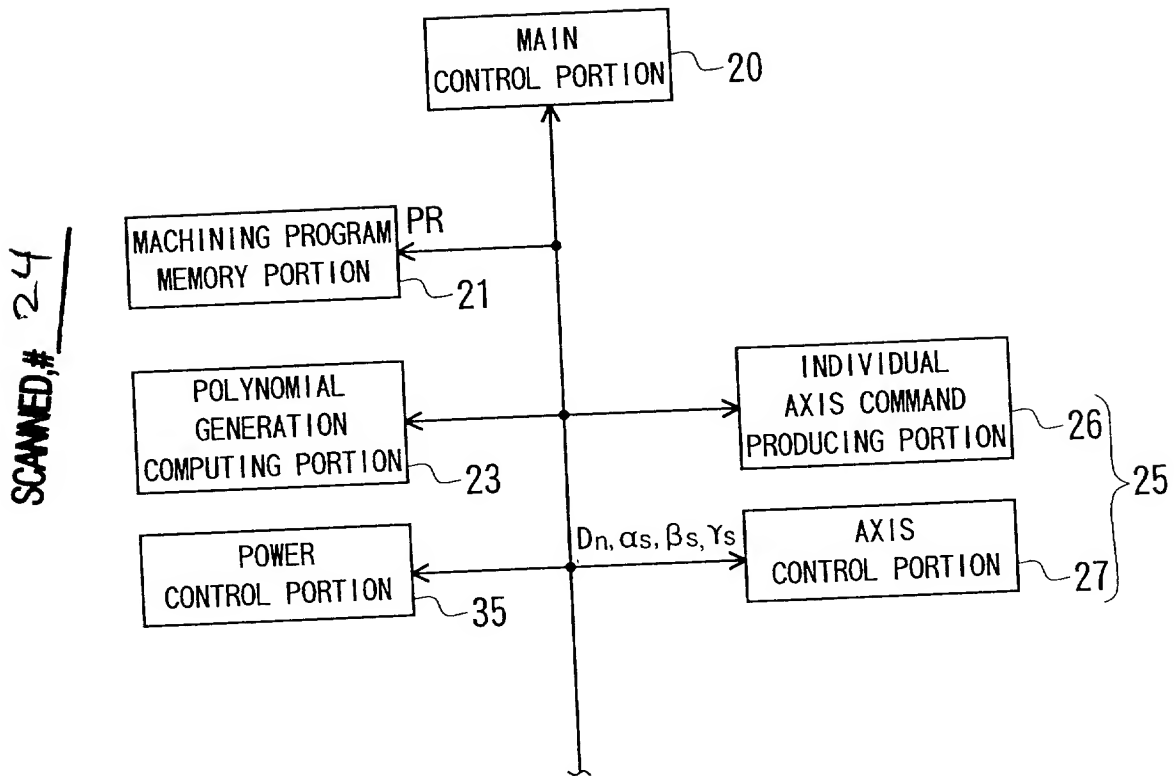 MAIN
CONTROL PORTION
20
MACHINING PROGRAM
MEMORY PORTION
21
PR
SCANNED,# 24
POLYNOMIAL
GENERATION
COMPUTING PORTION
23
INDIVIDUAL
AXIS COMMAND
PRODUCING PORTION
26
25
POWER
CONTROL PORTION
35
Dn, αs, βs, γs
AXIS
CONTROL PORTION
27